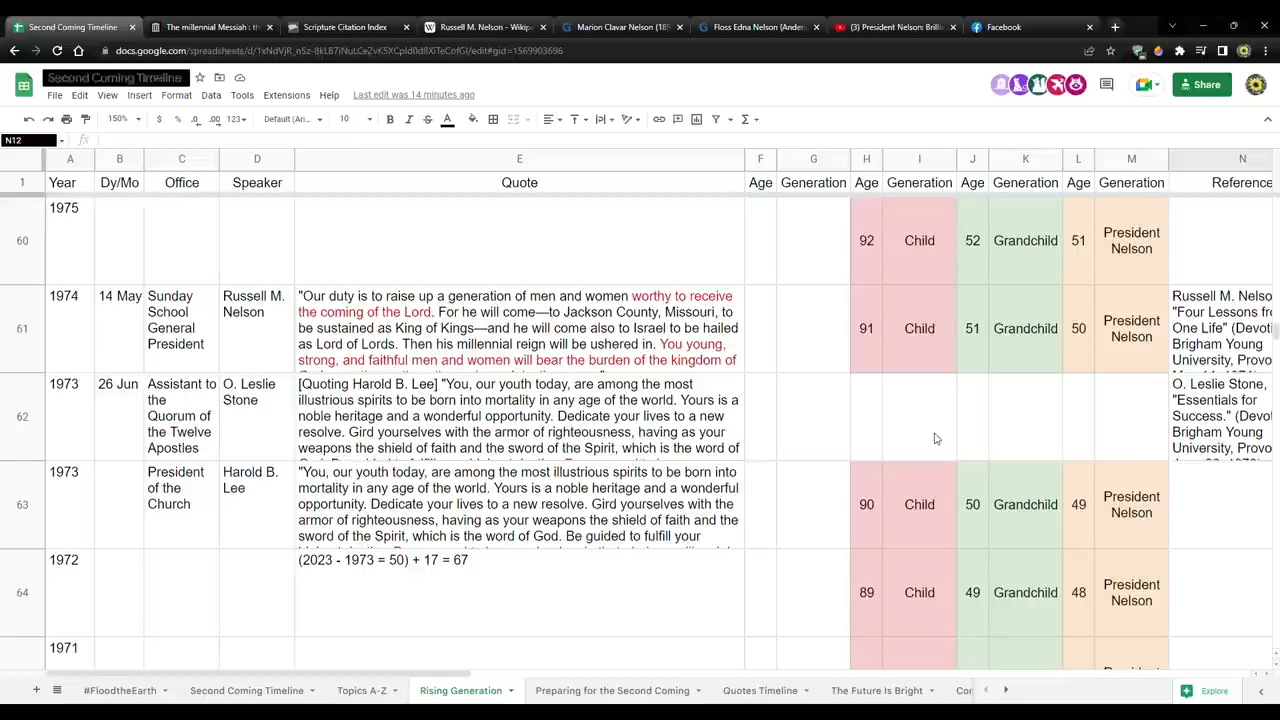 Second Coming Timeline
The millennial Messiah : th
Scripture Citation Index
Russell M. Nelson - Wikipe
Marion Clavar Nelson (189
Floss Edna Nelson (Anders
(3) President Nelson: Brilli
Facebook
Second Coming Timeline
File Edit View Insert Format Data Tools Extensions Help Last edit was 14 minutes ago
Share
150% $ % .0 .00 123 Default (Ari... 10 B I S A
N12 fx
A B C D E F G H I J K L M N
1 Year Dy/Mo Office Speaker Quote Age Generation Age Generation Age Generation Age Generation Reference
60 1975 92 Child 52 Grandchild 51 President Nelson
61 1974 14 May Sunday School General President Russell M. Nelson
"Our duty is to raise up a generation of men and women worthy to receive
the coming of the Lord. For he will come—to Jackson County, Missouri, to
be sustained as King of Kings—and he will come also to Israel to be hailed
as Lord of Lords. Then his millennial reign will be ushered in. You young,
strong, and faithful men and women will bear the burden of the kingdom of
91 Child 51 Grandchild 50 President Nelson
Russell M. Nelso
"Four Lessons fro
One Life" (Devoti
Brigham Young
University, Provo
62 1973 26 Jun Assistant to the Quorum of the Twelve Apostles O. Leslie Stone
[Quoting Harold B. Lee] "You, our youth today, are among the most
illustrious spirits to be born into mortality in any age of the world. Yours is a
noble heritage and a wonderful opportunity. Dedicate your lives to a new
resolve. Gird yourselves with the armor of righteousness, having as your
weapons the shield of faith and the sword of the Spirit, which is the word of
O. Leslie Stone,
"Essentials for
Success." (Devot
Brigham Young
University, Provo
63 1973 President of the Church Harold B. Lee
"You, our youth today, are among the most illustrious spirits to be born into
mortality in any age of the world. Yours is a noble heritage and a wonderful
opportunity. Dedicate your lives to a new resolve. Gird yourselves with the
armor of righteousness, having as your weapons the shield of faith and the
sword of the Spirit, which is the word of God. Be guided to fulfill your
90 Child 50 Grandchild 49 President Nelson
64 1972 (2023 - 1973 = 50) + 17 = 67 89 Child 49 Grandchild 48 President Nelson
1971
#FloodtheEarth Second Coming Timeline Topics A-Z Rising Generation Preparing for the Second Coming Quotes Timeline The Future Is Bright Explore